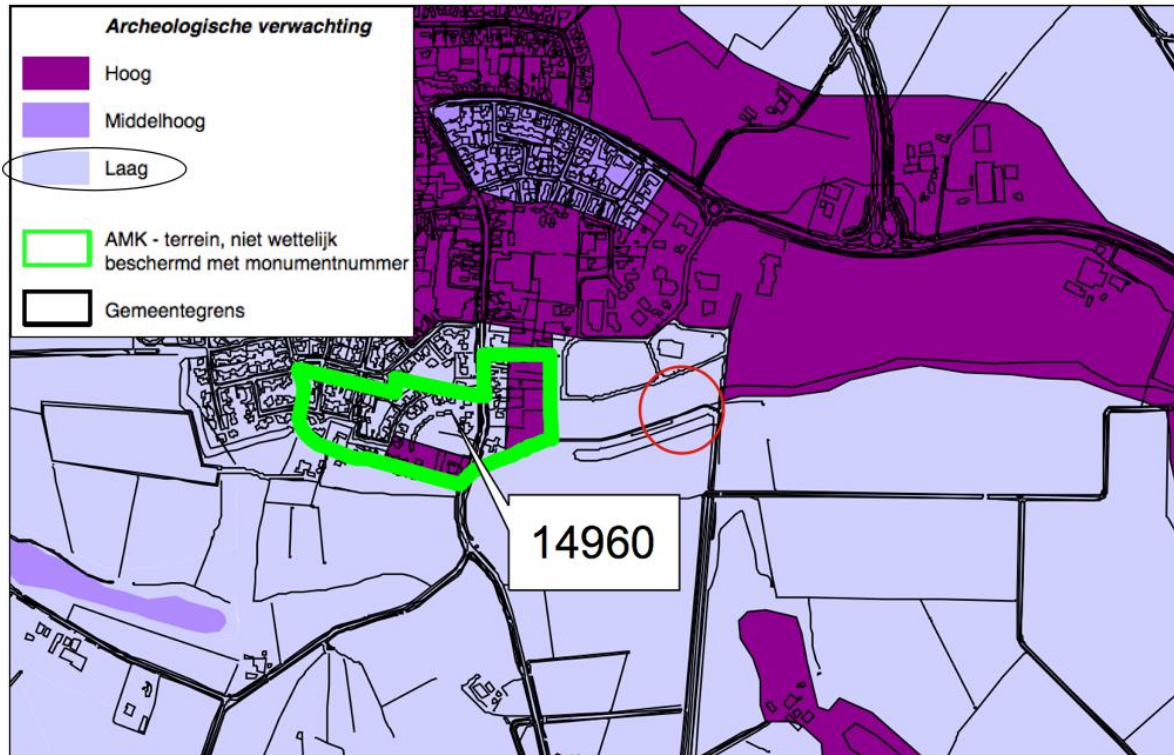 Archeologische verwachting
Hoog
Middelhoog
Laag
AMK - terrein, niet wettelijk
beschermd met monumentnummer
Gemeentegrens
14960